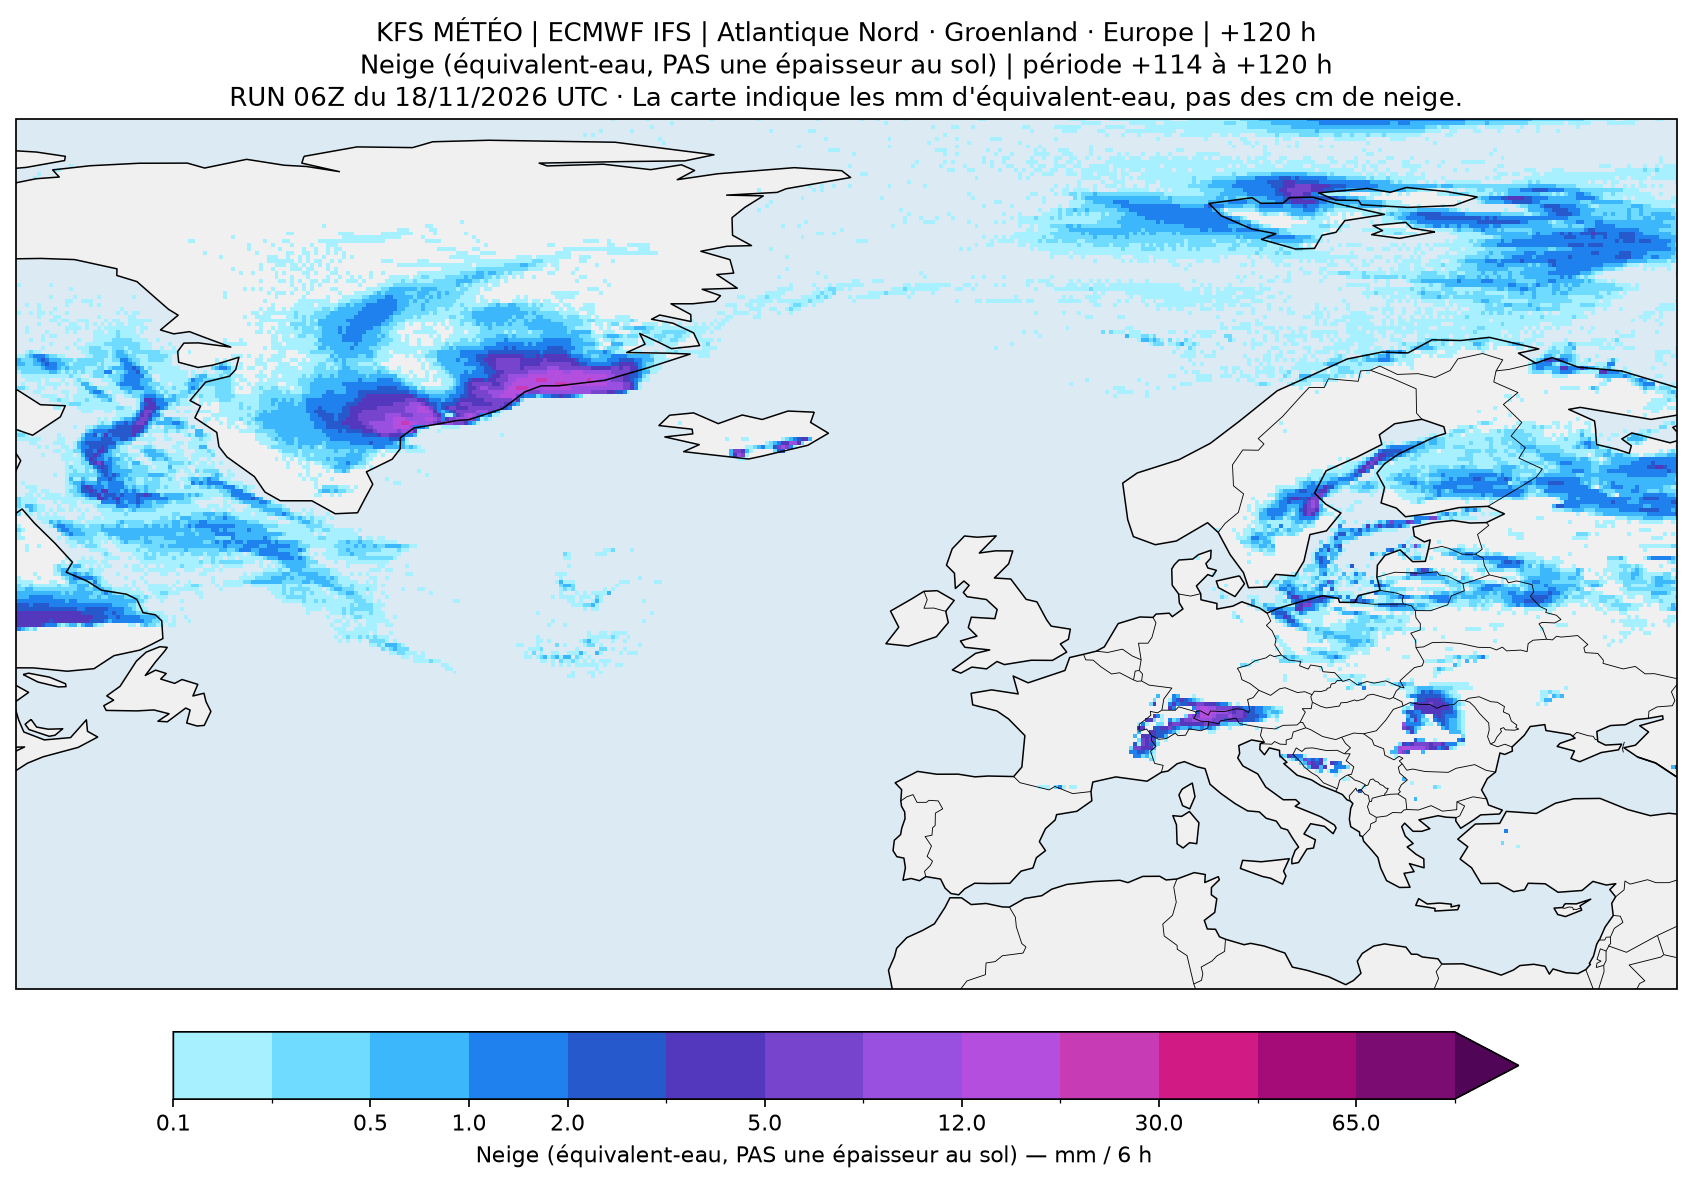 KFS MÉTÉO | ECMWF IFS | Atlantique Nord · Groenland · Europe | +120 h
Neige (équivalent-eau, PAS une épaisseur au sol) | période +114 à +120 h
RUN 06Z du 18/11/2026 UTC · La carte indique les mm d'équivalent-eau, pas des cm de neige.
0.1 0.5 1.0 2.0 5.0 12.0 30.0 65.0
Neige (équivalent-eau, PAS une épaisseur au sol) — mm / 6 h